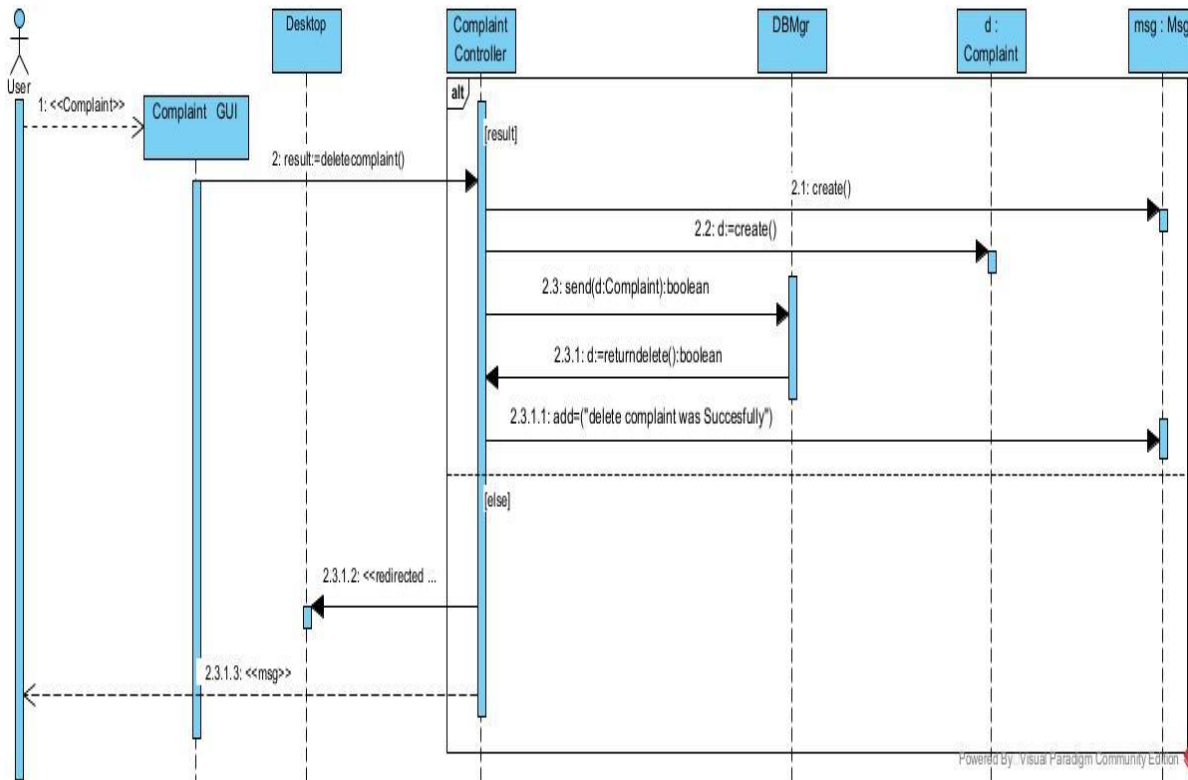 User
Desktop
Complaint
Controller
DBMgr
d :
Complaint
msg : Msg
1: <<Complaint>>
Complaint GUI
alt
[result]
2: result:=deletecomplaint()
2.1: create()
2.2: d:=create()
2.3: send(d:Complaint):boolean
2.3.1: d:=returndelete():boolean
2.3.1.1: add=("delete complaint was Succesfully")
[else]
2.3.1.2: <<redirected ...
2.3.1.3: <<msg>>
Powered By Visual Paradigm Community Edition